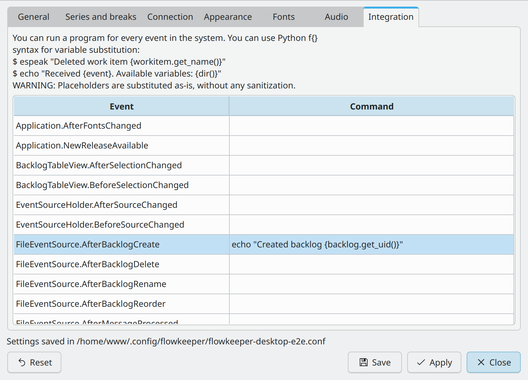 General Series and breaks Connection Appearance Fonts Audio Integration
You can run a program for every event in the system. You can use Python f{}
syntax for variable substitution:
$ espeak "Deleted work item {workitem.get_name()}"
$ echo "Received {event}. Available variables: {dir()}"
WARNING: Placeholders are substituted as-is, without any sanitization.
Event Command
Application.AfterFontsChanged
Application.NewReleaseAvailable
BacklogTableView.AfterSelectionChanged
BacklogTableView.BeforeSelectionChanged
EventSourceHolder.AfterSourceChanged
EventSourceHolder.BeforeSourceChanged
FileEventSource.AfterBacklogCreate echo "Created backlog {backlog.get_uid()}"
FileEventSource.AfterBacklogDelete
FileEventSource.AfterBacklogRename
FileEventSource.AfterBacklogReorder
FileEventSource.AfterMessageProcessed
Settings saved in /home/www/.config/flowkeeper/flowkeeper-desktop-e2e.conf
Reset Save Apply Close